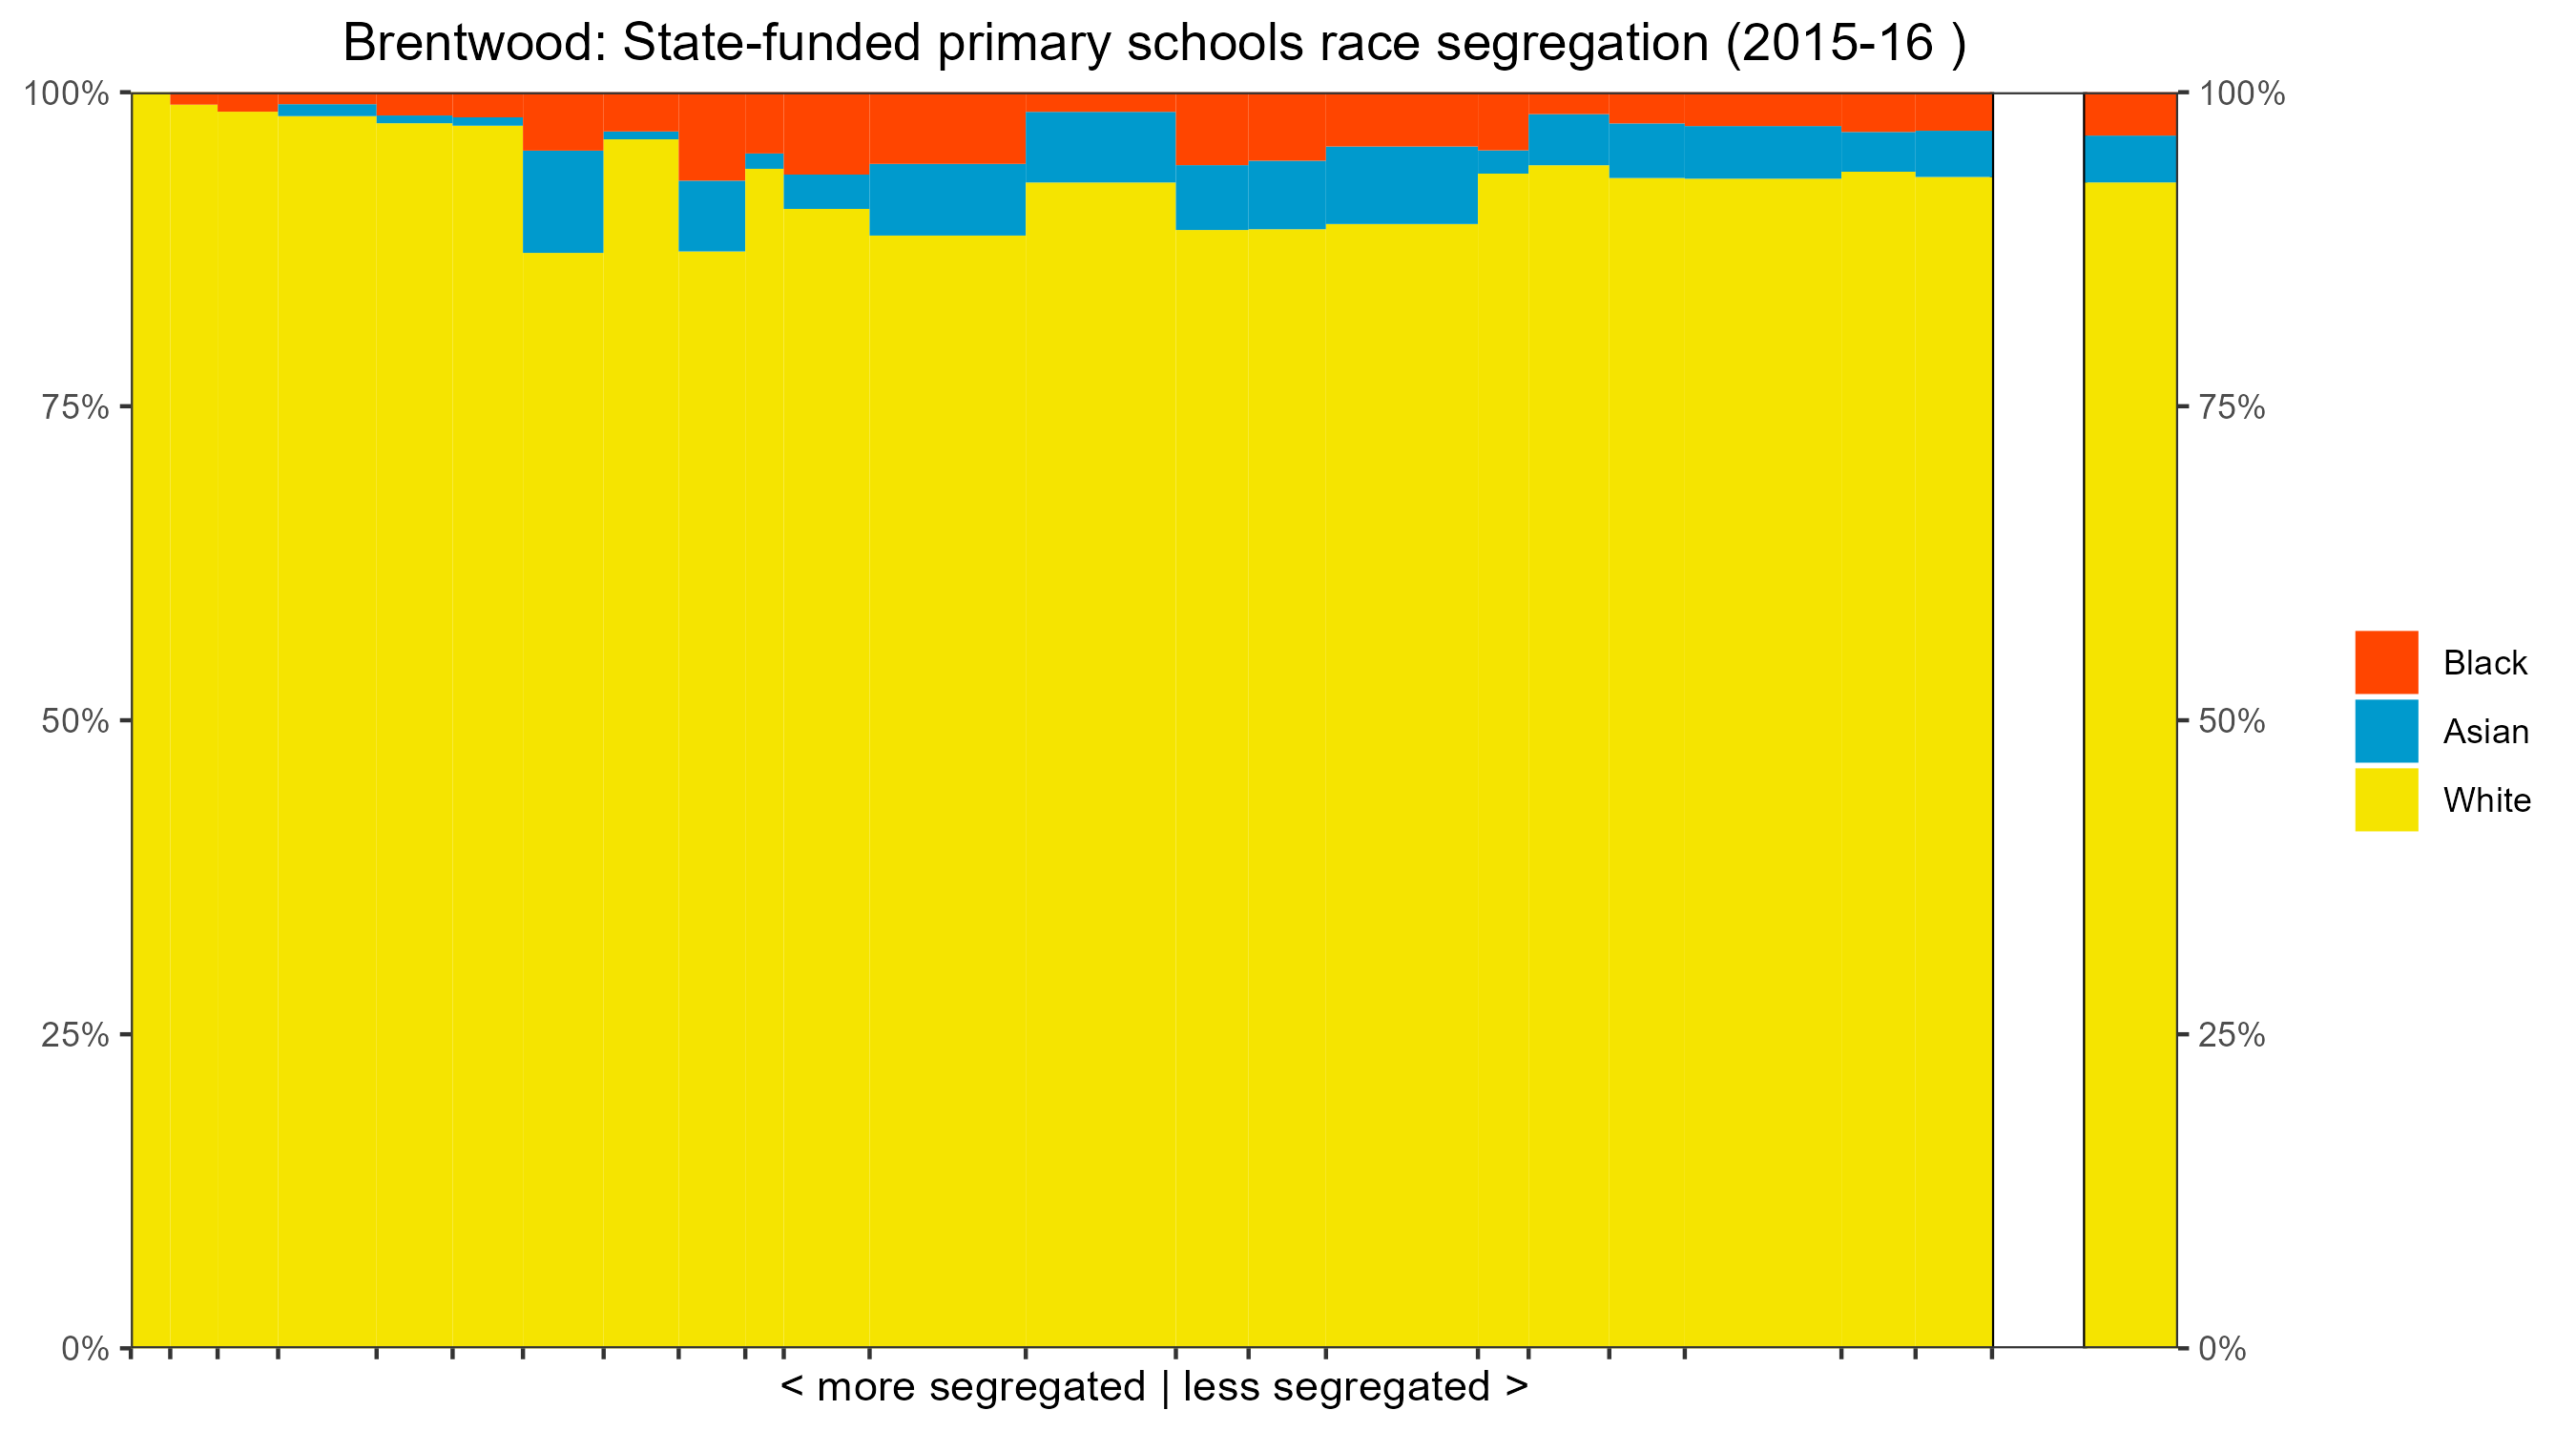 Brentwood: State-funded primary schools race segregation (2015-16 )
100%
75%
50%
25%
0%
100%
75%
50%
25%
0%
Black
Asian
White
< more segregated | less segregated >